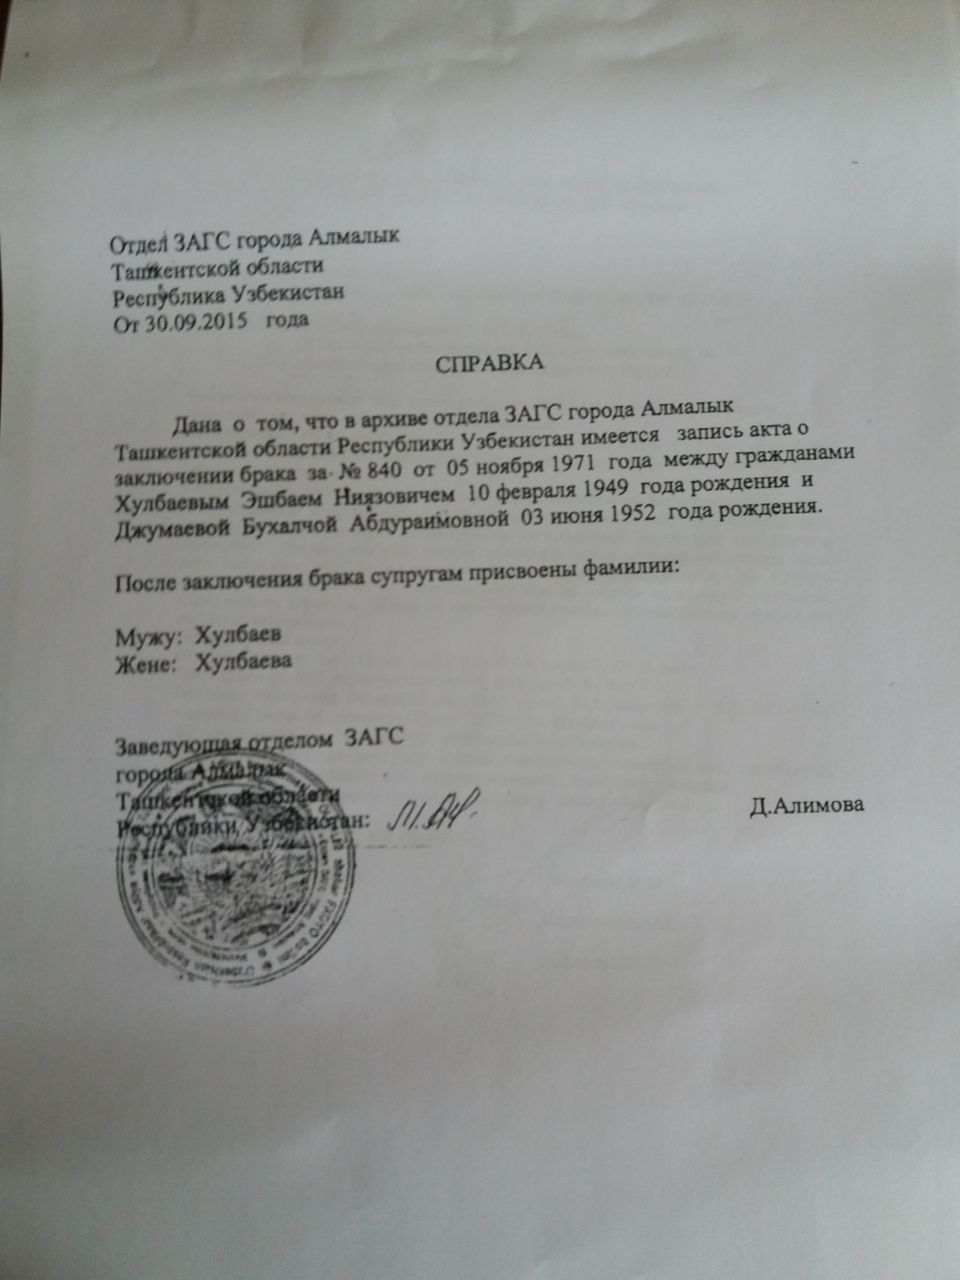 Отдел ЗАГС города Алмалык
Ташкентской области
Республика Узбекистан
От 30.09.2015 года
СПРАВКА
Дана о том, что в архиве отдела ЗАГС города Алмалык
Ташкентской области Республики Узбекистан имеется запись акта о
заключении брака за № 840 от 05 ноября 1971 года между гражданами
Хулбаевым Эшбаем Ниязовичем 10 февраля 1949 года рождения и
Джумаевой Бухалчой Абдураимовной 03 июня 1952 года рождения.
После заключения брака супругам присвоены фамилии:
Мужу: Хулбаев
Жене: Хулбаева
Заведующая отделом ЗАГС
города Алмалык
Ташкентской области
Республики Узбекистан:
Д.Алимова